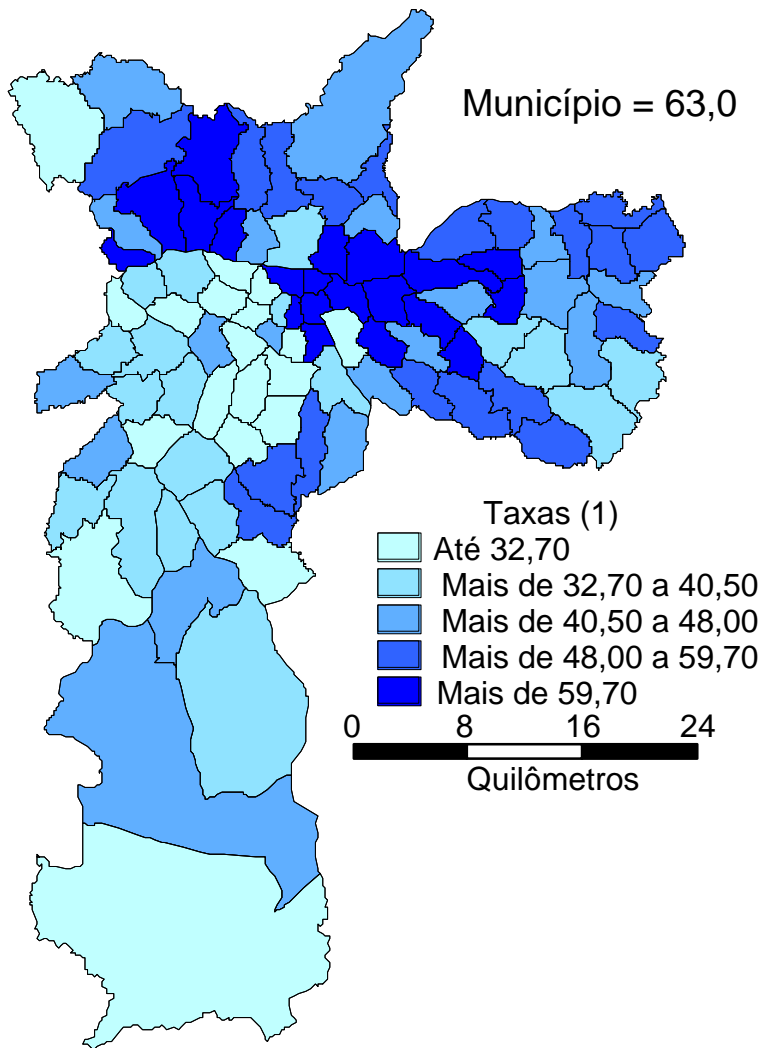 Município = 63,0
Taxas (1)
Até 32,70
Mais de 32,70 a 40,50
Mais de 40,50 a 48,00
Mais de 48,00 a 59,70
Mais de 59,70
0 8 16 24
Quilômetros